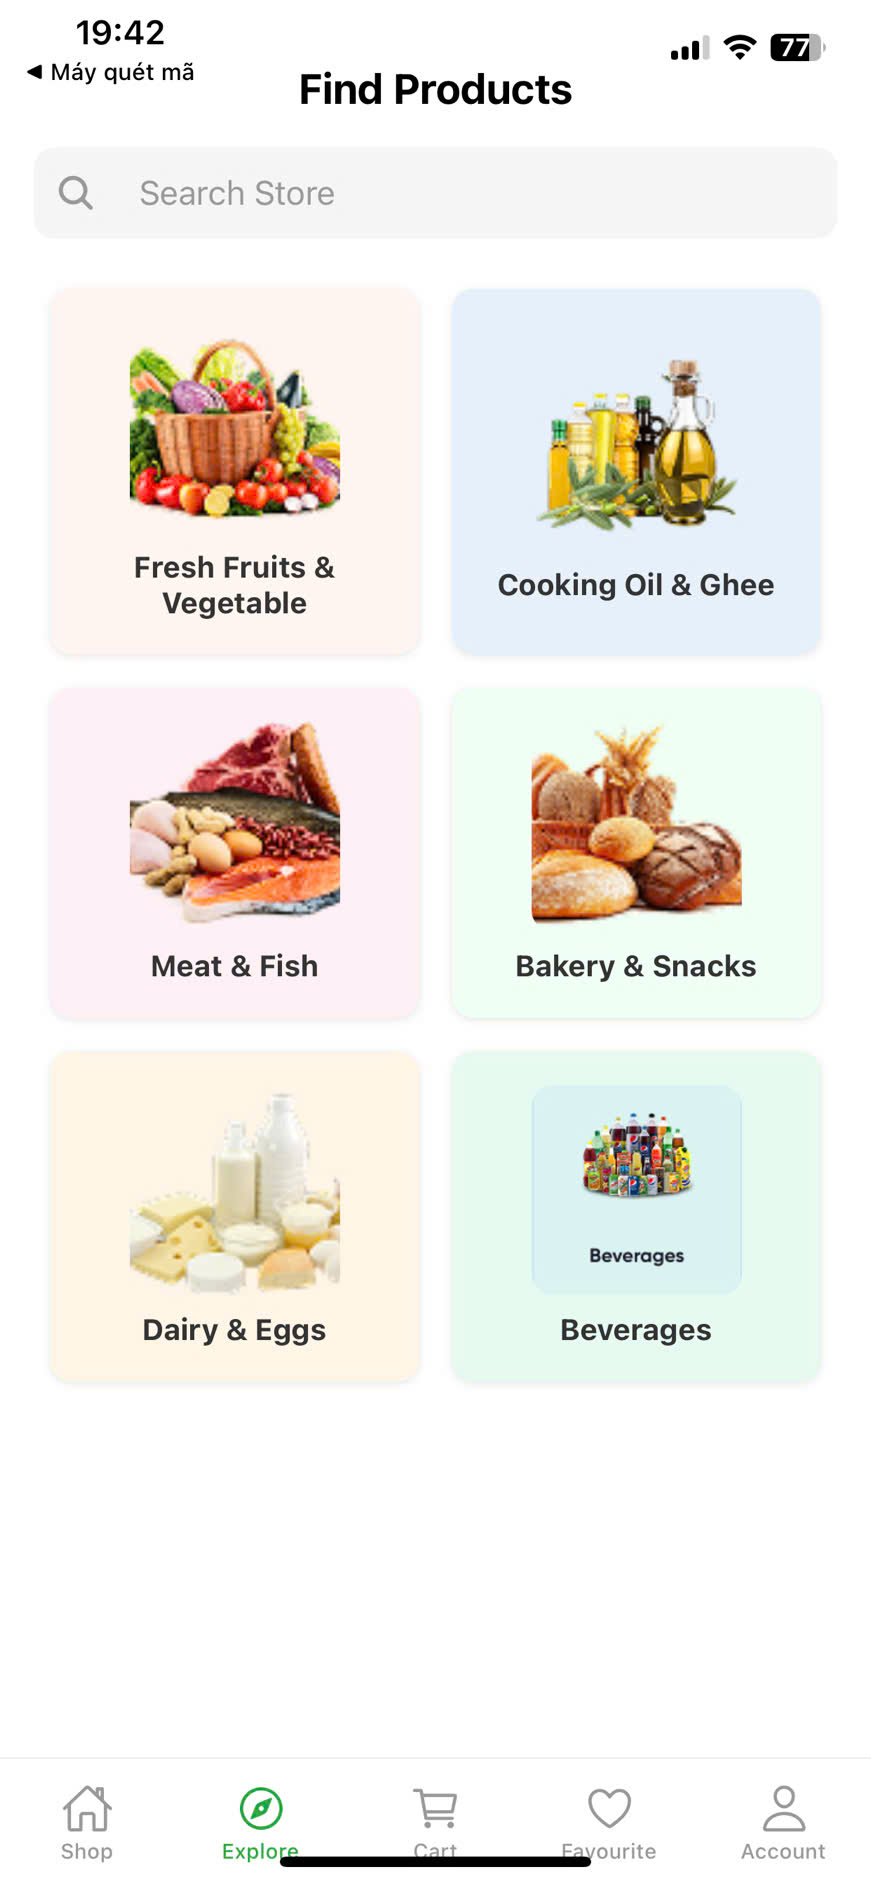 19:42
77
◀ Máy quét mã
Find Products
Search Store
Fresh Fruits &
Vegetable
Cooking Oil & Ghee
Meat & Fish
Bakery & Snacks
Dairy & Eggs
Beverages
Beverages
Shop
Explore
Cart
Favourite
Account